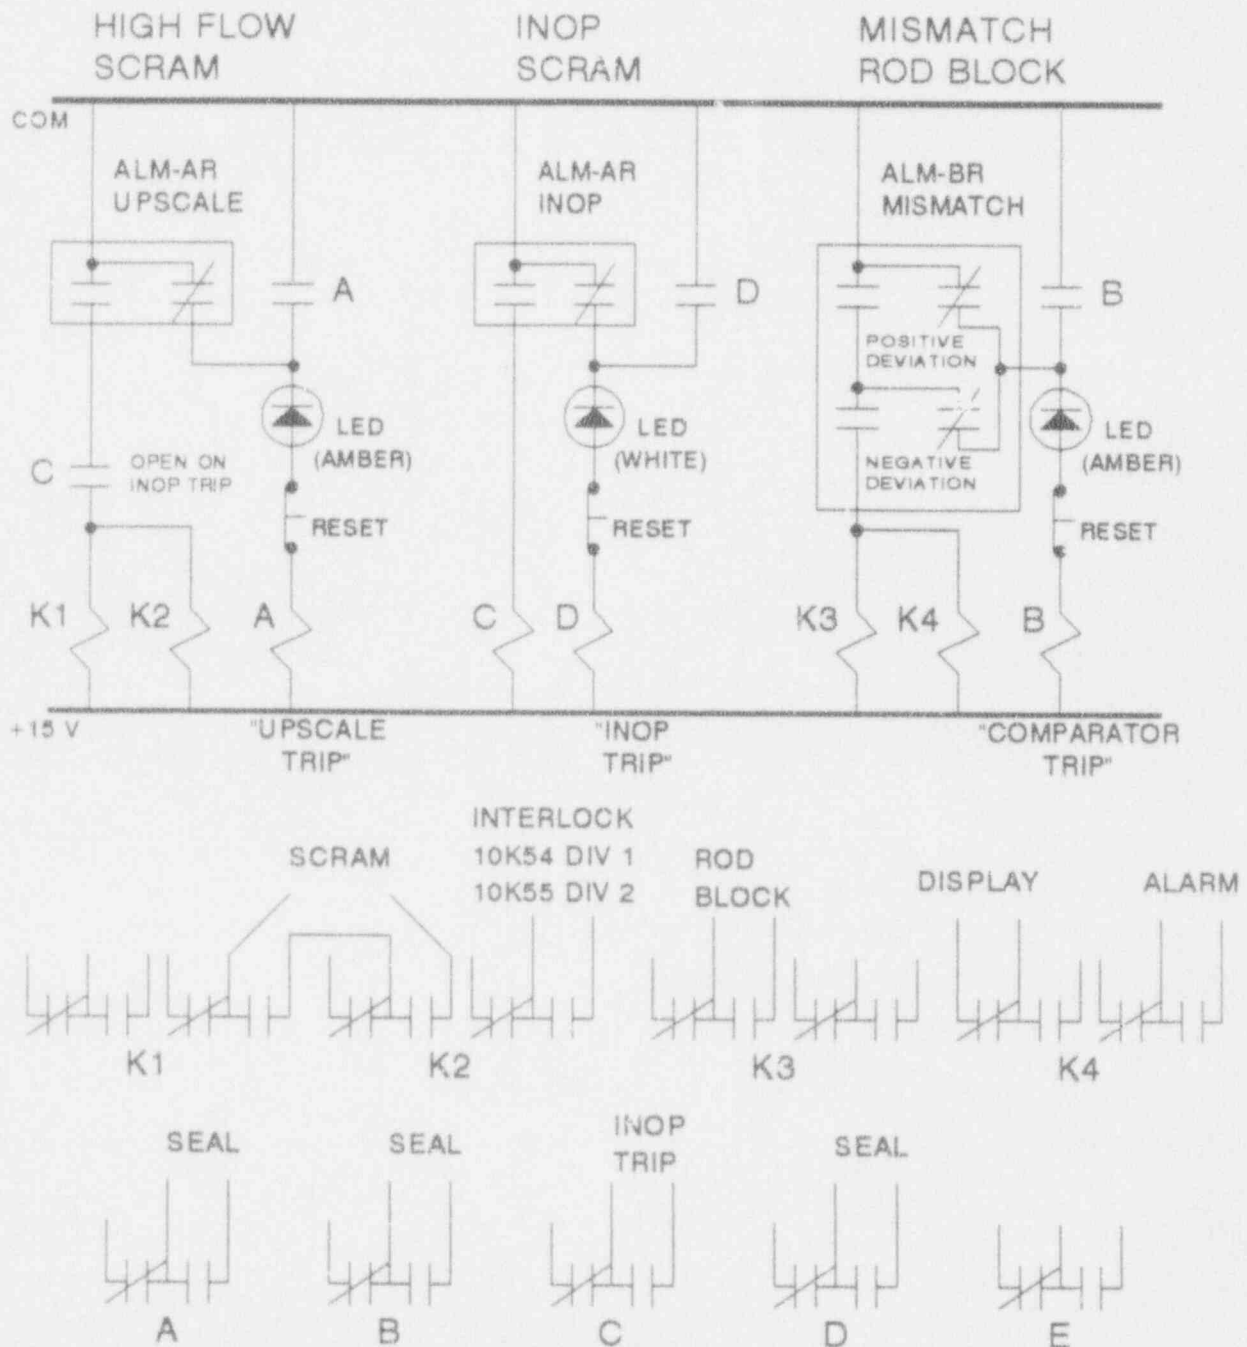 HIGH FLOW
SCRAM
INOP
SCRAM
MISMATCH
ROD BLOCK
COM
ALM-AR
UPSCALE
ALM-AR
INOP
ALM-BR
MISMATCH
A
D
B
POSITIVE
DEVIATION
LED
(AMBER)
LED
(WHITE)
LED
(AMBER)
C
OPEN ON
INOP TRIP
NEGATIVE
DEVIATION
RESET
RESET
RESET
K1
K2
A
C
D
K3
K4
B
+15 V
"UPSCALE
TRIP"
"INOP
TRIP"
"COMPARATOR
TRIP"
SCRAM
INTERLOCK
10K54 DIV 1
10K55 DIV 2
ROD
BLOCK
DISPLAY
ALARM
K1
K2
K3
K4
SEAL
SEAL
INOP
TRIP
SEAL
A
B
C
D
E